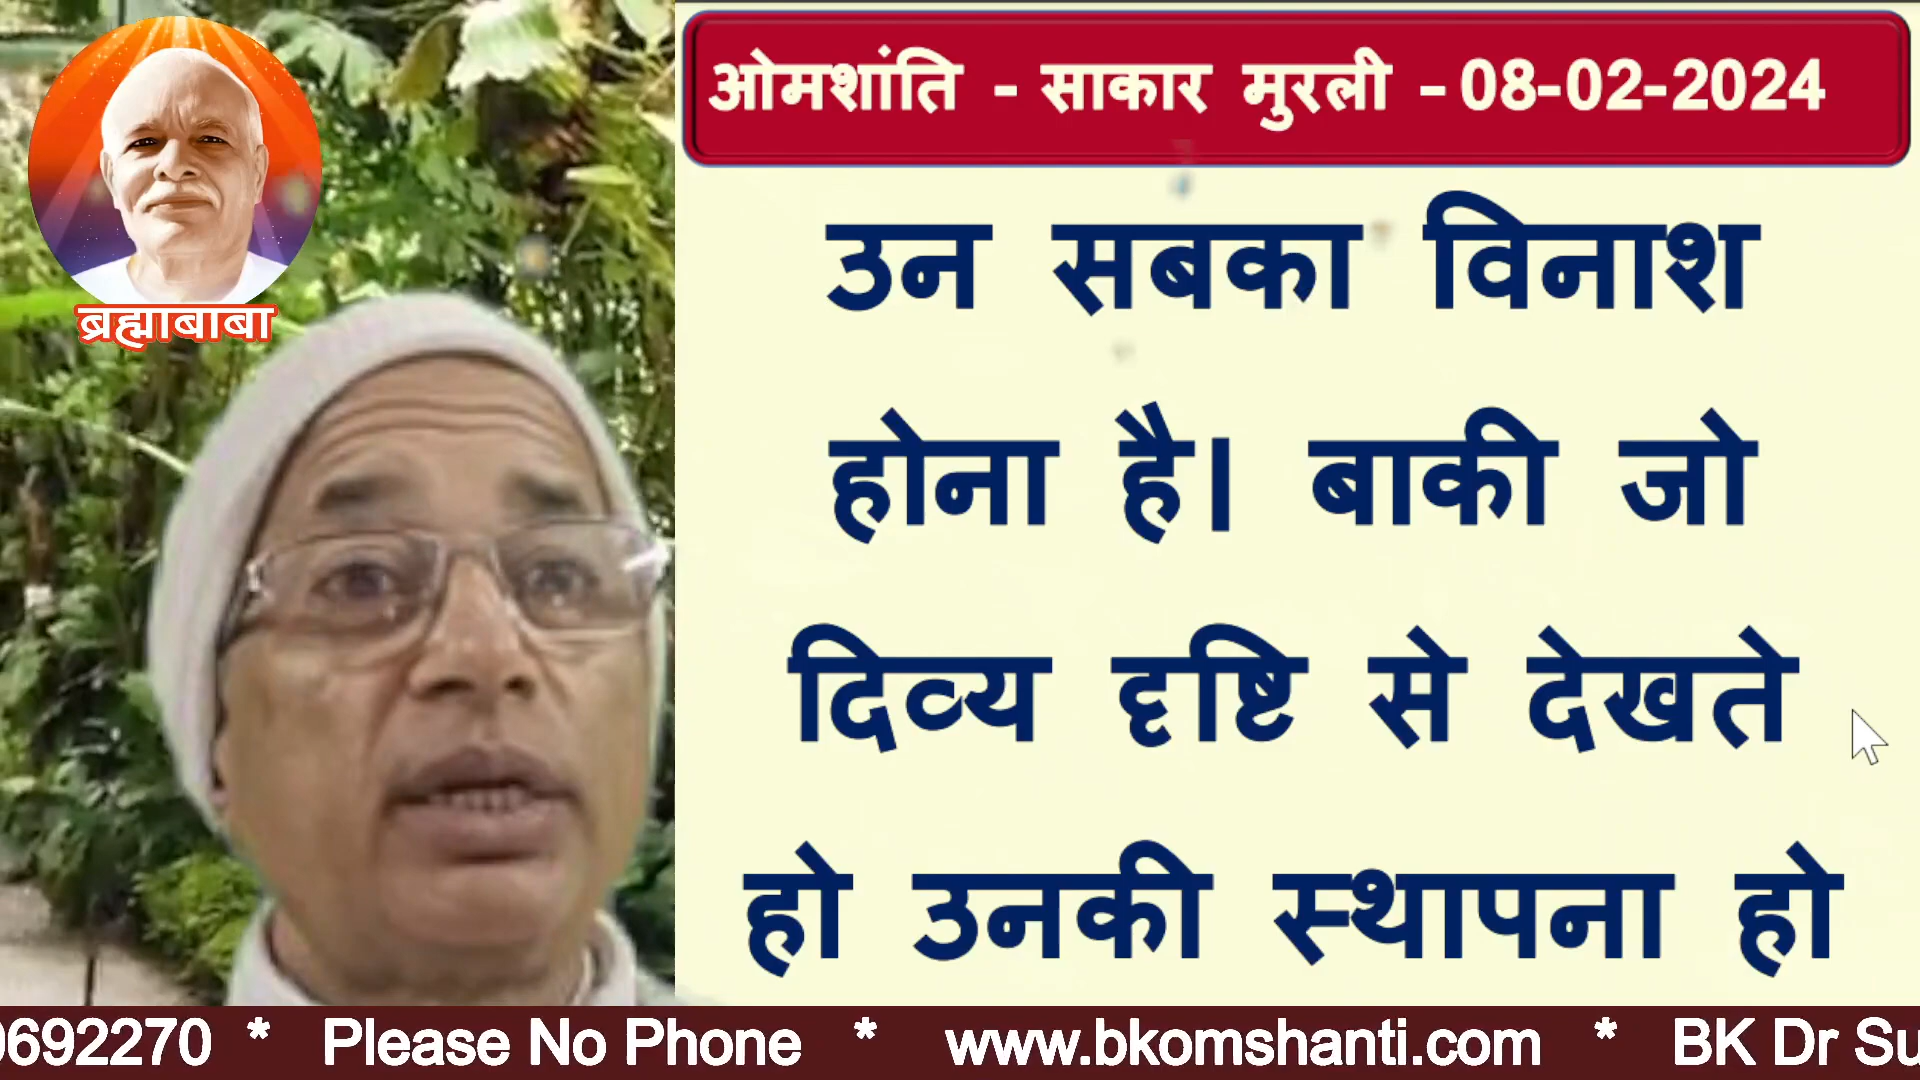 ब्रह्माबाबा
ओमशांति - साकार मुरली -08-02-2024
उन सबका विनाश
होना है। बाकी जो
दिव्य दृष्टि से देखते
हो उनकी स्थापना हो
692270 * Please No Phone * www.bkomshanti.com * BK Dr